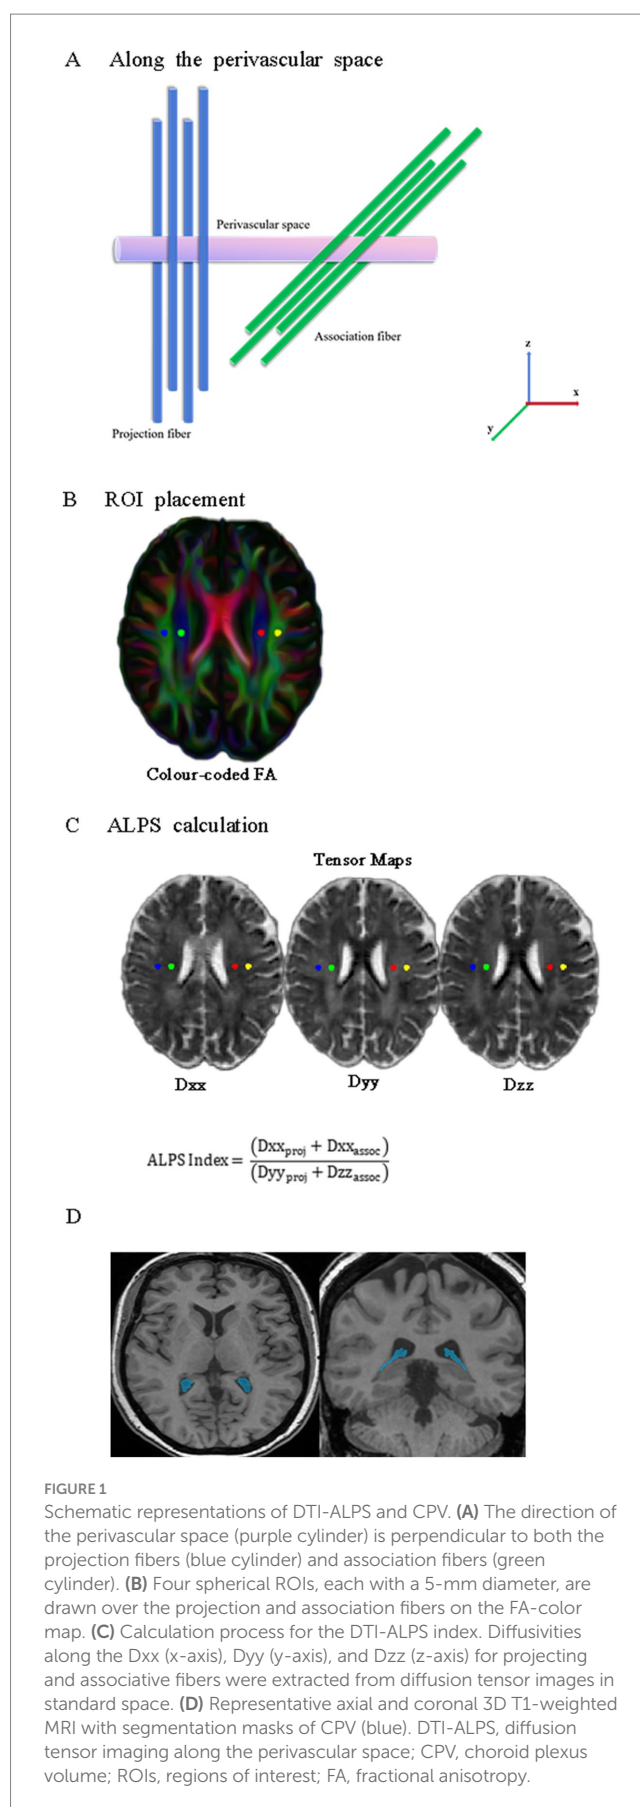 A Along the perivascular space
Perivascular space
Association fiber
Projection fiber
z
x
y
B ROI placement
Colour-coded FA
C ALPS calculation
Tensor Maps
Dxx
Dyy
Dzz
ALPS Index = (Dxxproj + Dxxassoc)
(Dyyproj + Dzzassoc)
D
FIGURE 1
Schematic representations of DTI-ALPS and CPV. (A) The direction of
the perivascular space (purple cylinder) is perpendicular to both the
projection fibers (blue cylinder) and association fibers (green
cylinder). (B) Four spherical ROIs, each with a 5-mm diameter, are
drawn over the projection and association fibers on the FA-color
map. (C) Calculation process for the DTI-ALPS index. Diffusivities
along the Dxx (x-axis), Dyy (y-axis), and Dzz (z-axis) for projecting
and associative fibers were extracted from diffusion tensor images in
standard space. (D) Representative axial and coronal 3D T1-weighted
MRI with segmentation masks of CPV (blue). DTI-ALPS, diffusion
tensor imaging along the perivascular space; CPV, choroid plexus
volume; ROIs, regions of interest; FA, fractional anisotropy.